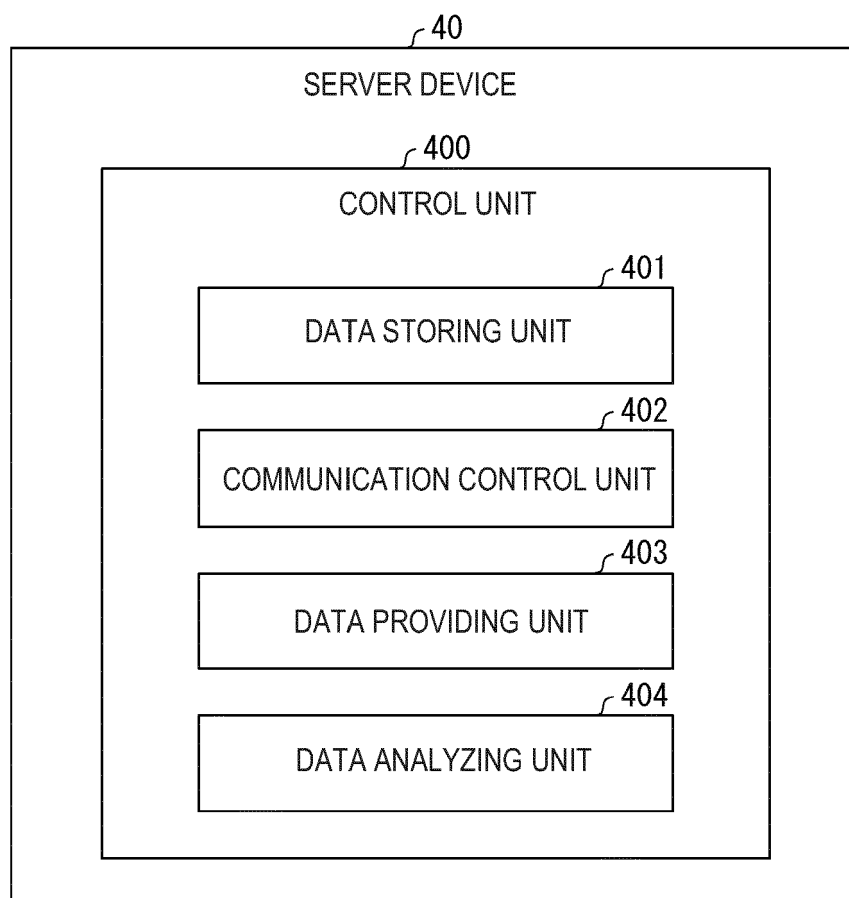 40
SERVER DEVICE
400
CONTROL UNIT
401
DATA STORING UNIT
402
COMMUNICATION CONTROL UNIT
403
DATA PROVIDING UNIT
404
DATA ANALYZING UNIT